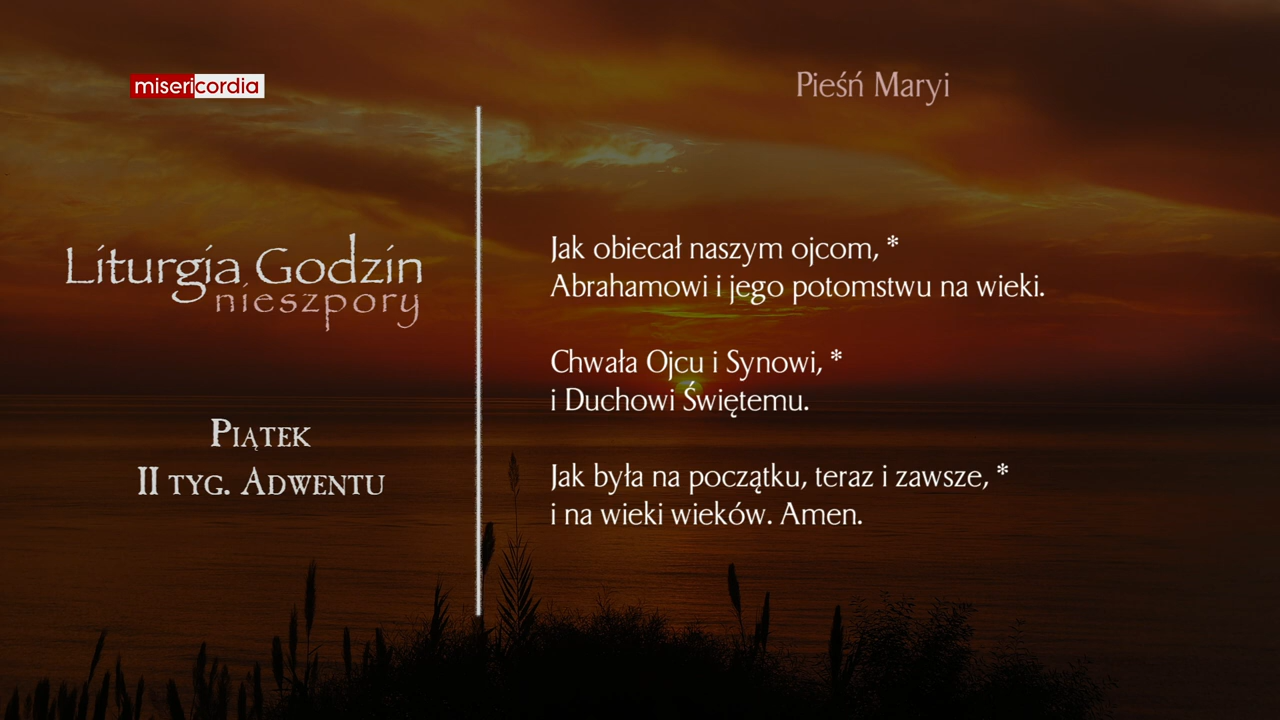 misericordia
Pieśń Maryi
Liturgia Godzin
nieszpory
Piątek
II tyg. Adwentu
Jak obiecał naszym ojcom, *
Abrahamowi i jego potomstwu na wieki.
Chwała Ojcu i Synowi, *
i Duchowi Świętemu.
Jak była na początku, teraz i zawsze, *
i na wieki wieków. Amen.